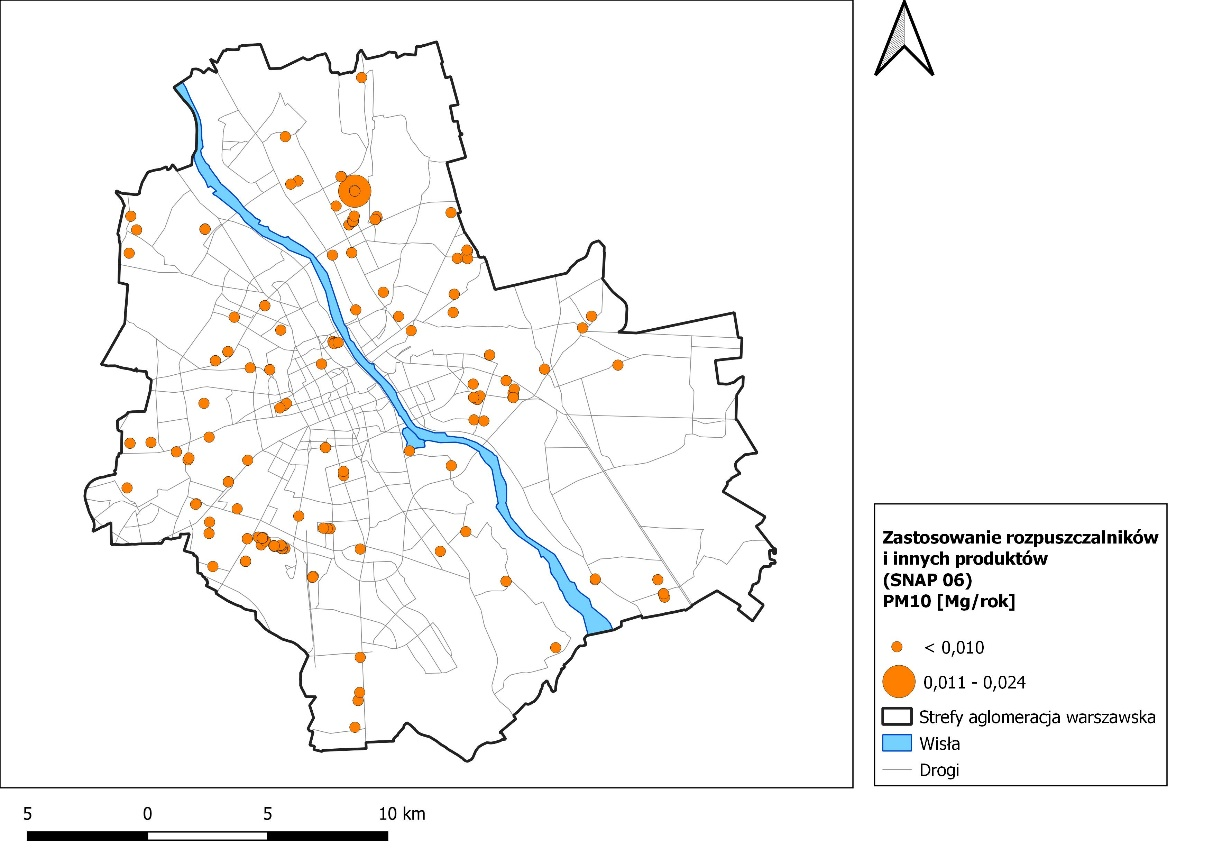 Zastosowanie rozpuszczalników
i innych produktów
(SNAP 06)
PM10 [Mg/rok]
< 0,010
0,011 - 0,024
Strefy aglomeracja warszawska
Wisła
Drogi
5 0 5 10 km